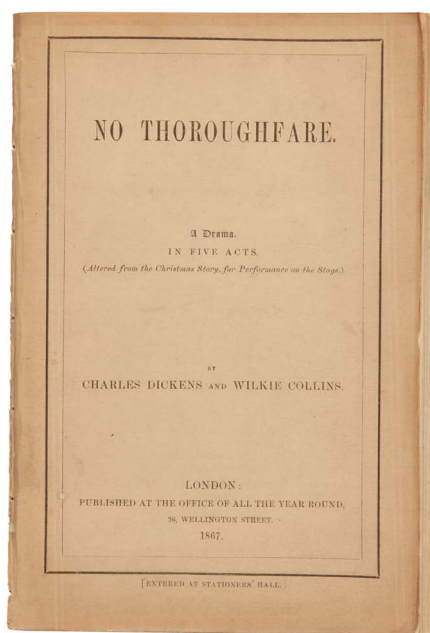 NO THOROUGHFARE.
A Drama.
IN FIVE ACTS.
(Altered from the Christmas Story, for Performance on the Stage.)
BY
CHARLES DICKENS AND WILKIE COLLINS.
LONDON:
PUBLISHED AT THE OFFICE OF ALL THE YEAR ROUND,
26, WELLINGTON STREET.
1867.
[ENTERED AT STATIONERS' HALL.]